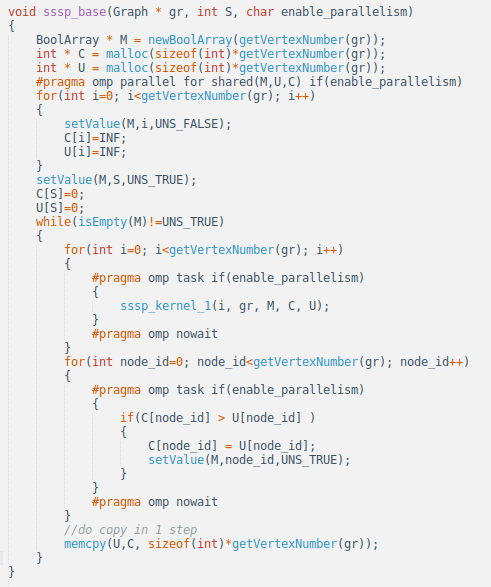 void sssp_base(Graph * gr, int S, char enable_parallelism)
{
    BoolArray * M = newBoolArray(getVertexNumber(gr));
    int * C = malloc(sizeof(int)*getVertexNumber(gr));
    int * U = malloc(sizeof(int)*getVertexNumber(gr));
    #pragma omp parallel for shared(M,U,C) if(enable_parallelism)
    for(int i=0; i<getVertexNumber(gr); i++)
    {
        setValue(M,i,UNS_FALSE);
        C[i]=INF;
        U[i]=INF;
    }
    setValue(M,S,UNS_TRUE);
    C[S]=0;
    U[S]=0;
    while(isEmpty(M)!=UNS_TRUE)
    {
        for(int i=0; i<getVertexNumber(gr); i++)
        {
            #pragma omp task if(enable_parallelism)
            {
                sssp_kernel_1(i, gr, M, C, U);
            }
            #pragma omp nowait
        }
        for(int node_id=0; node_id<getVertexNumber(gr); node_id++)
        {
            #pragma omp task if(enable_parallelism)
            {
                if(C[node_id] > U[node_id] )
                {
                    C[node_id] = U[node_id];
                    setValue(M,node_id,UNS_TRUE);
                }
            }
            #pragma omp nowait
        }
        //do copy in 1 step
        memcpy(U,C, sizeof(int)*getVertexNumber(gr));
    }
}